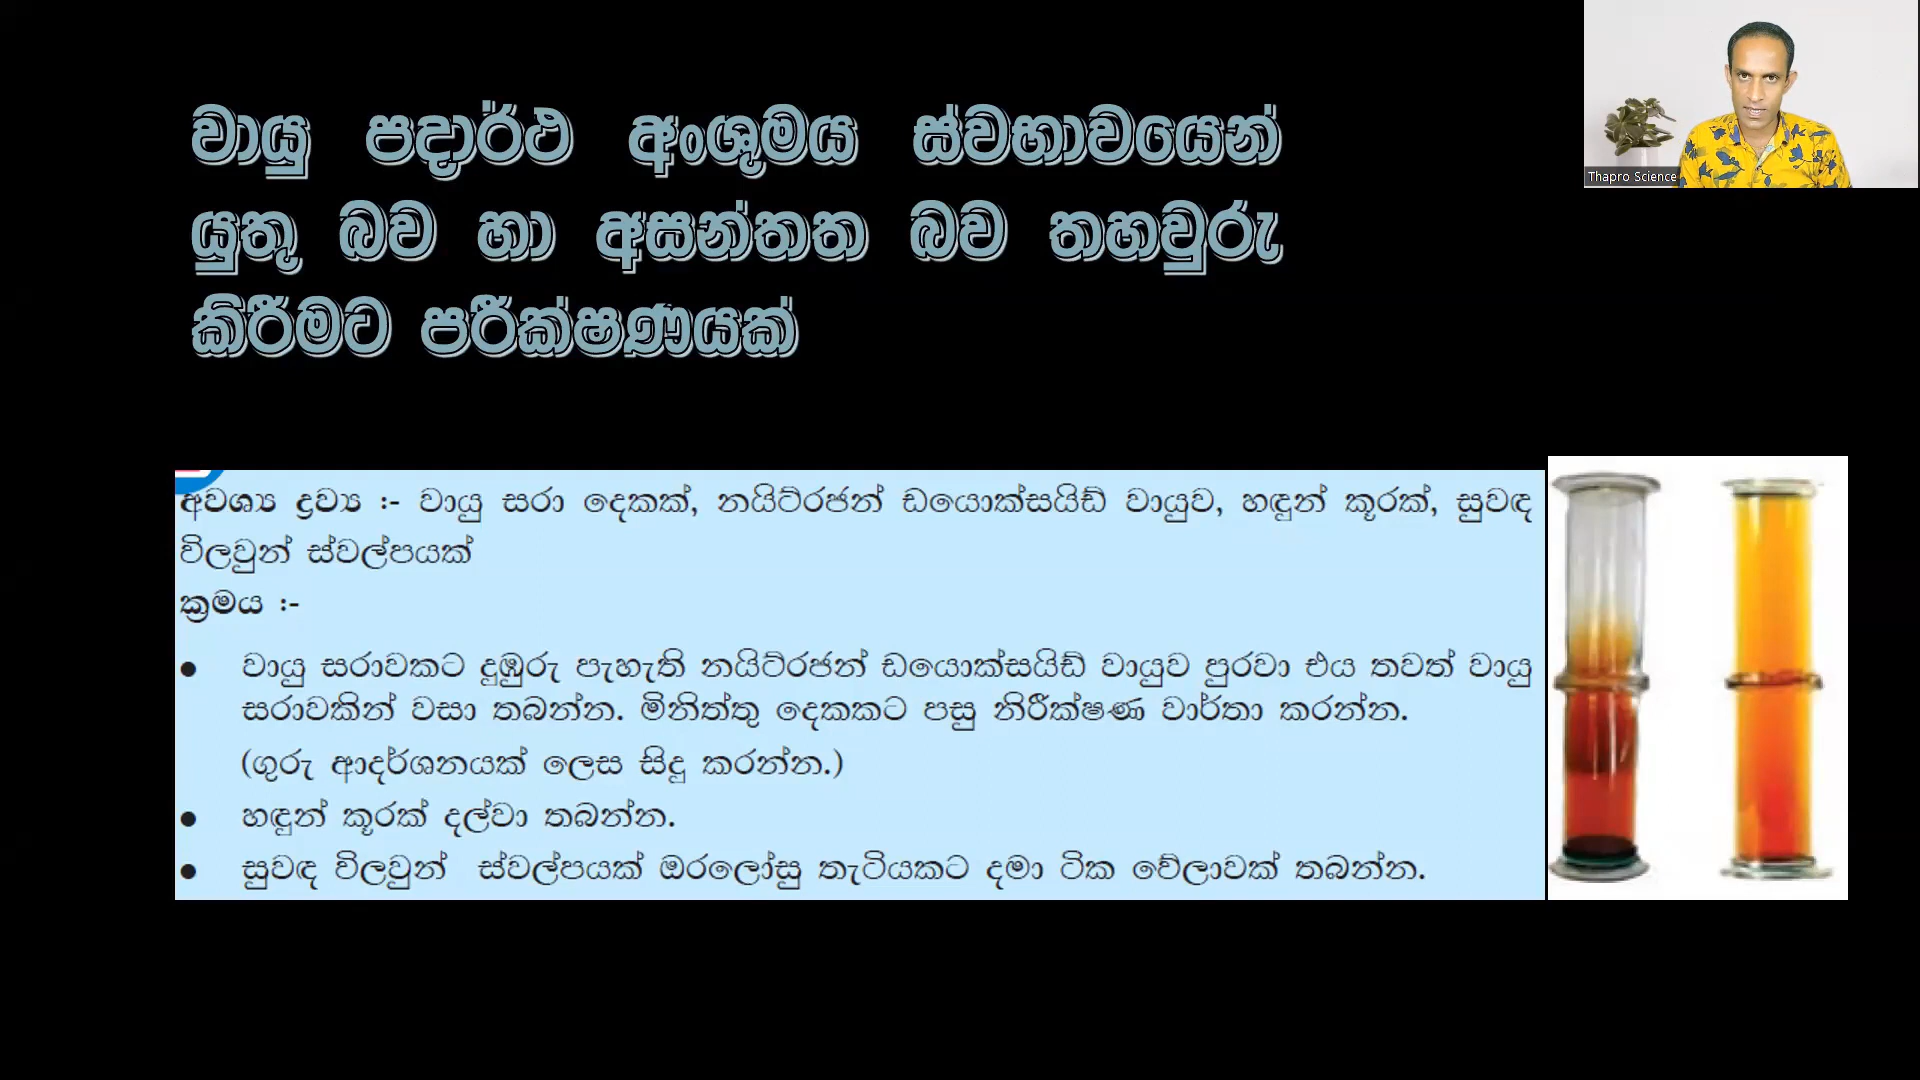 වායු පදාර්ථ අංශුමය ස්වභාවයෙන්
යුතු බව හා අසන්තත බව තහවුරු
කිරීමට පරීක්ෂණයක්
Thapro Science
අවශ්‍ය ද්‍රව්‍ය :- වායු සරා දෙකක්, නයිට්රජන් ඩයොක්සයිඩ් වායුව, හඳුන් කූරක්, සුවඳ
විලවුන් ස්වල්පයක්
ක්‍රමය :-
● වායු සරාවකට දුඹුරු පැහැති නයිට්රජන් ඩයොක්සයිඩ් වායුව පුරවා එය තවත් වායු
සරාවකින් වසා තබන්න. මිනිත්තු දෙකකට පසු නිරීක්ෂණ වාර්තා කරන්න.
(ගුරු ආදර්ශනයක් ලෙස සිදු කරන්න.)
● හඳුන් කූරක් දල්වා තබන්න.
● සුවඳ විලවුන් ස්වල්පයක් ඔරලෝසු තැටියකට දමා ටික වේලාවක් තබන්න.